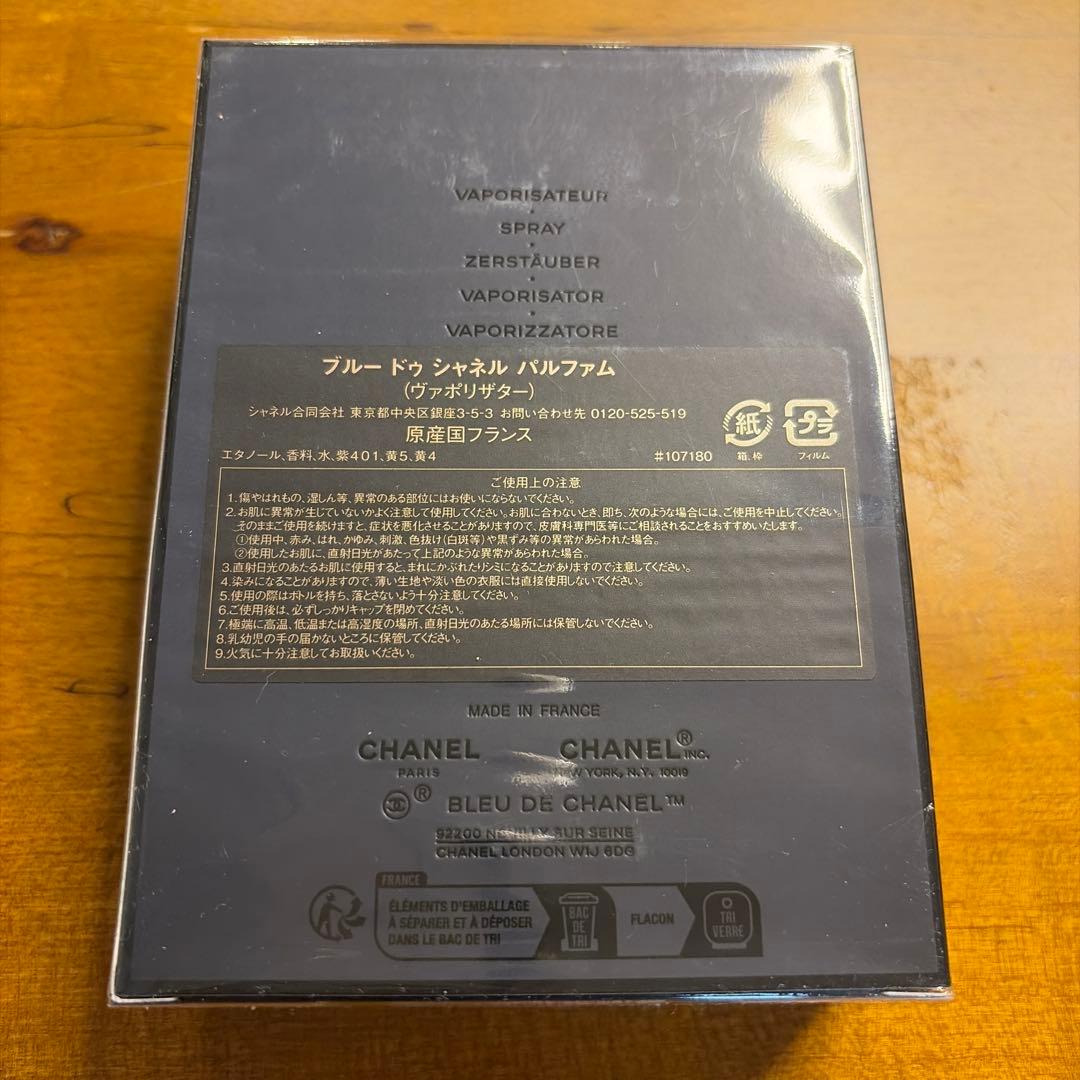 VAPORISATEUR
SPRAY
ZERSTÄUBER
VAPORISATOR
VAPORIZZATORE
ブルー ドゥ シャネル パルファム
(ヴァポリザター)
シャネル合同会社 東京都中央区銀座3-5-3 お問い合わせ先 0120-525-519
原産国フランス
エタノール、香料、水、紫401、黄5、黄4 #107180
紙 プラ
箱、枠 フィルム
ご使用上の注意
1.傷やはれもの、湿しん等、異常のある部位にはお使いにならないでください。
2.お肌に異常が生じていないかよく注意して使用してください。お肌に合わないとき、即ち、次のような場合には、ご使用を中止してください。
そのままご使用を続けますと、症状を悪化させることがありますので、皮膚科専門医等にご相談されることをおすすめいたします。
①使用中、赤み、はれ、かゆみ、刺激、色抜け(白斑等)や黒ずみ等の異常があらわれた場合。
②使用したお肌に、直射日光があたって上記のような異常があらわれた場合。
3.直射日光のあたるお肌に使用すると、まれにかぶれたりシミになることがありますので注意してください。
4.染みになることがありますので、薄い生地や淡い色の衣服には直接使用しないでください。
5.使用の際はボトルを持ち、落とさないよう十分注意してください。
6.ご使用後は、必ずしっかりキャップを閉めてください。
7.極端に高温、低温または高湿度の場所、直射日光のあたる場所には保管しないでください。
8.乳幼児の手の届かないところに保管してください。
9.火気に十分注意してお取扱いください。
MADE IN FRANCE
CHANEL CHANEL® INC.
PARIS NEW YORK, N.Y. 10019
® BLEU DE CHANEL™
92200 NEUILLY SUR SEINE
CHANEL LONDON W1J 6DG
FRANCE
ÉLÉMENTS D'EMBALLAGE
À SÉPARER ET À DÉPOSER
DANS LE BAC DE TRI
BAC
DE
TRI
FLACON
TRI
VERRE